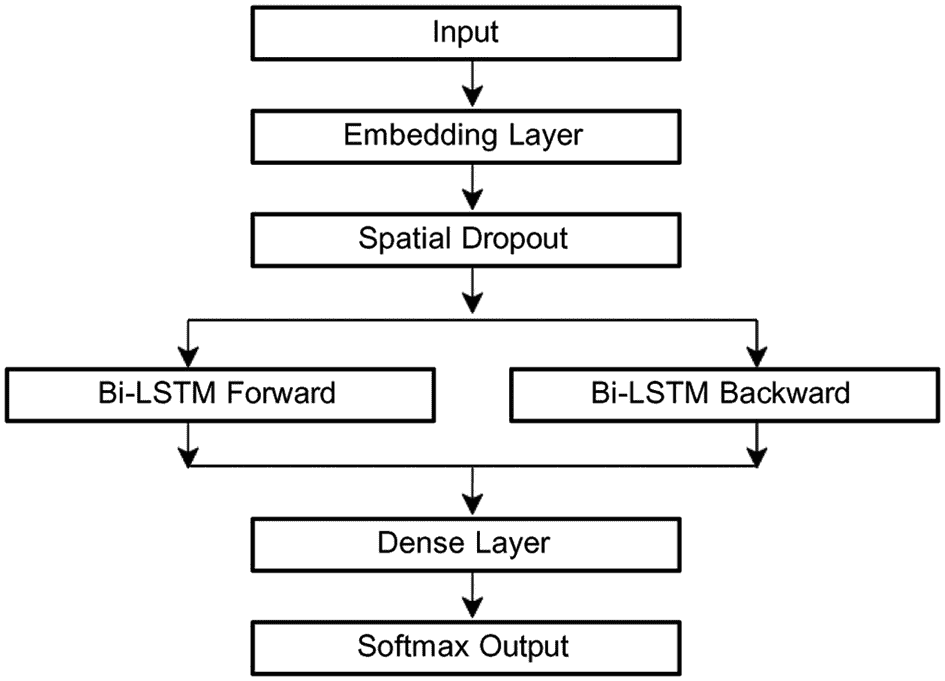 Input
Embedding Layer
Spatial Dropout
Bi-LSTM Forward
Bi-LSTM Backward
Dense Layer
Softmax Output